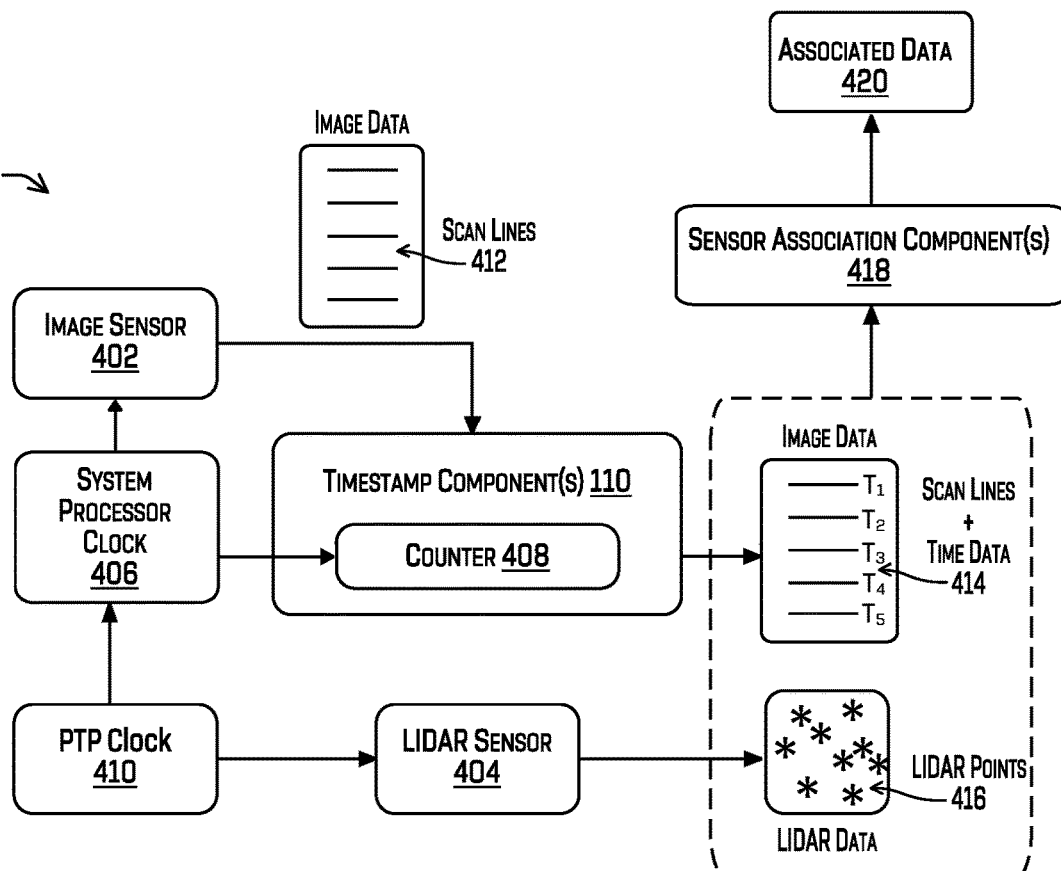 ASSOCIATED DATA
420
IMAGE DATA
SCAN LINES
412
SENSOR ASSOCIATION COMPONENT(S)
418
IMAGE SENSOR
402
SYSTEM
PROCESSOR
CLOCK
406
TIMESTAMP COMPONENT(S) 110
COUNTER 408
IMAGE DATA
T1
T2
T3
T4
T5
SCAN LINES
+
TIME DATA
414
PTP Clock
410
LIDAR SENSOR
404
LIDAR POINTS
416
LIDAR DATA